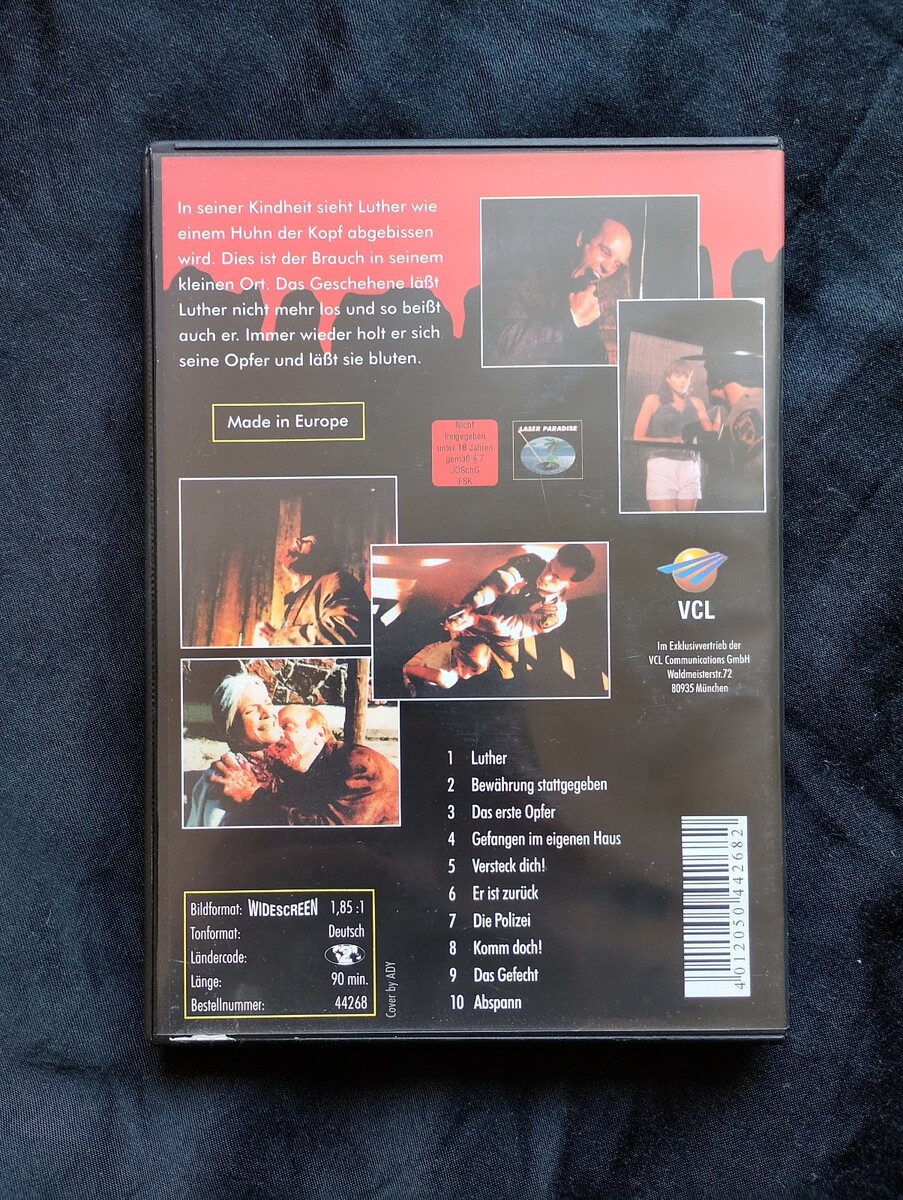 In seiner Kindheit sieht Luther wie
einem Huhn der Kopf abgebissen
wird. Dies ist der Brauch in seinem
kleinen Ort. Das Geschehene läßt
Luther nicht mehr los und so beißt
auch er. Immer wieder holt er sich
seine Opfer und läßt sie bluten.
Made in Europe
Nicht
freigegeben
unter 18 Jahren
gemäß § 7
JÖSchG
FSK
LASER PARADISE
VCL
Im Exklusivvertrieb der
VCL Communications GmbH
Waldmeisterstr.72
80935 München
1 Luther
2 Bewährung stattgegeben
3 Das erste Opfer
4 Gefangen im eigenen Haus
5 Versteck dich!
6 Er ist zurück
7 Die Polizei
8 Komm doch!
9 Das Gefecht
10 Abspann
Bildformat: WIDESCREEN 1,85 :1
Tonformat: Deutsch
Ländercode:
Länge: 90 min.
Bestellnummer: 44268
Cover by ADY
4 012050 442682